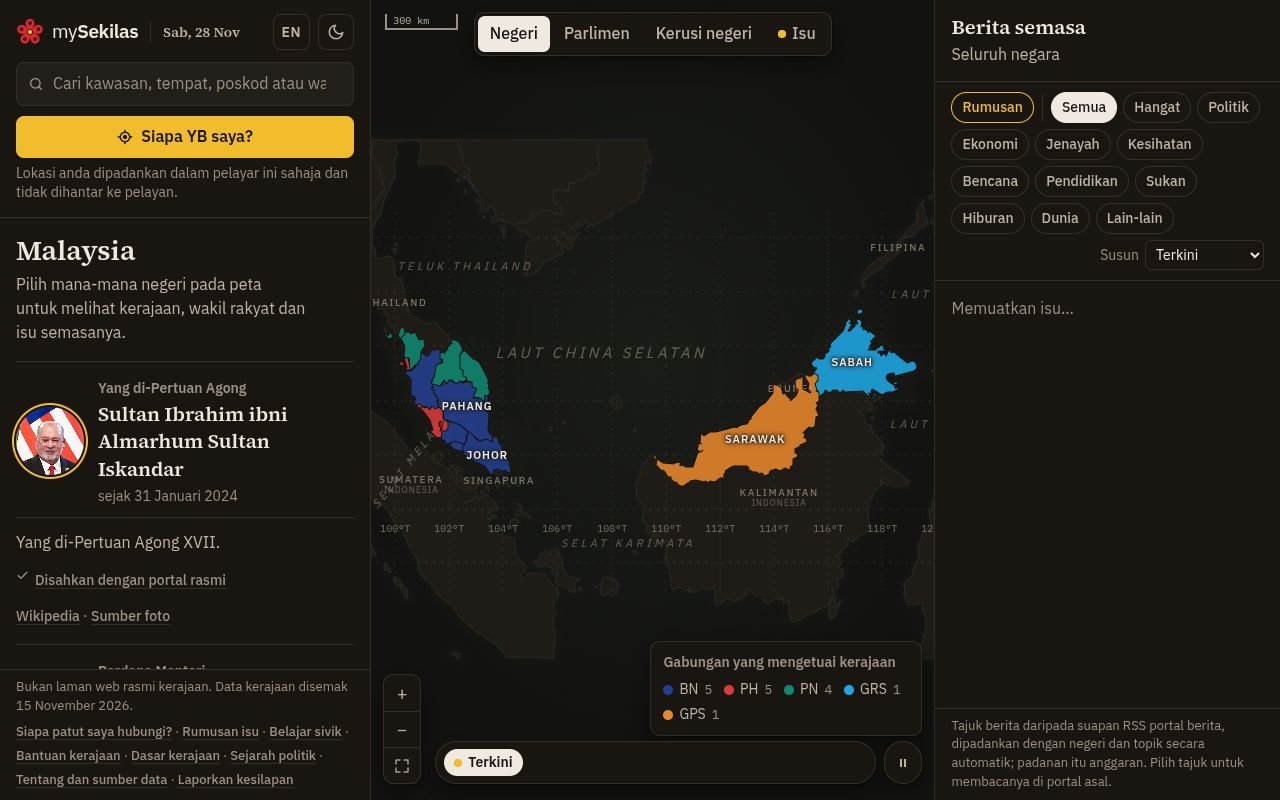 mySekilas
Sab, 28 Nov
EN
Cari kawasan, tempat, poskod atau wa
Siapa YB saya?
Lokasi anda dipadankan dalam pelayar ini sahaja dan
tidak dihantar ke pelayan.
Malaysia
Pilih mana-mana negeri pada peta
untuk melihat kerajaan, wakil rakyat dan
isu semasanya.
Yang di-Pertuan Agong
Sultan Ibrahim ibni
Almarhum Sultan
Iskandar
sejak 31 Januari 2024
Yang di-Pertuan Agong XVII.
Disahkan dengan portal rasmi
Wikipedia · Sumber foto
Bukan laman web rasmi kerajaan. Data kerajaan disemak
15 November 2026.
Siapa patut saya hubungi? · Rumusan isu · Belajar sivik ·
Bantuan kerajaan · Dasar kerajaan · Sejarah politik ·
Tentang dan sumber data · Laporkan kesilapan
300 km
Negeri
Parlimen
Kerusi negeri
Isu
FILIPINA
TELUK THAILAND
LAUT
HAILAND
LAUT CHINA SELATAN
SABAH
PAHANG
LAUT
SARAWAK
JOHOR
SUMATERA
INDONESIA
SINGAPURA
KALIMANTAN
INDONESIA
100°T 102°T 104°T 106°T 108°T 110°T 112°T 114°T 116°T 118°T 12
SELAT KARIMATA
Gabungan yang mengetuai kerajaan
BN 5 PH 5 PN 4 GRS 1
GPS 1
+
−
Terkini
Berita semasa
Seluruh negara
Rumusan
Semua
Hangat
Politik
Ekonomi
Jenayah
Kesihatan
Bencana
Pendidikan
Sukan
Hiburan
Dunia
Lain-lain
Susun
Terkini
Memuatkan isu...
Tajuk berita daripada suapan RSS portal berita,
dipadankan dengan negeri dan topik secara
automatik; padanan itu anggaran. Pilih tajuk untuk
membacanya di portal asal.